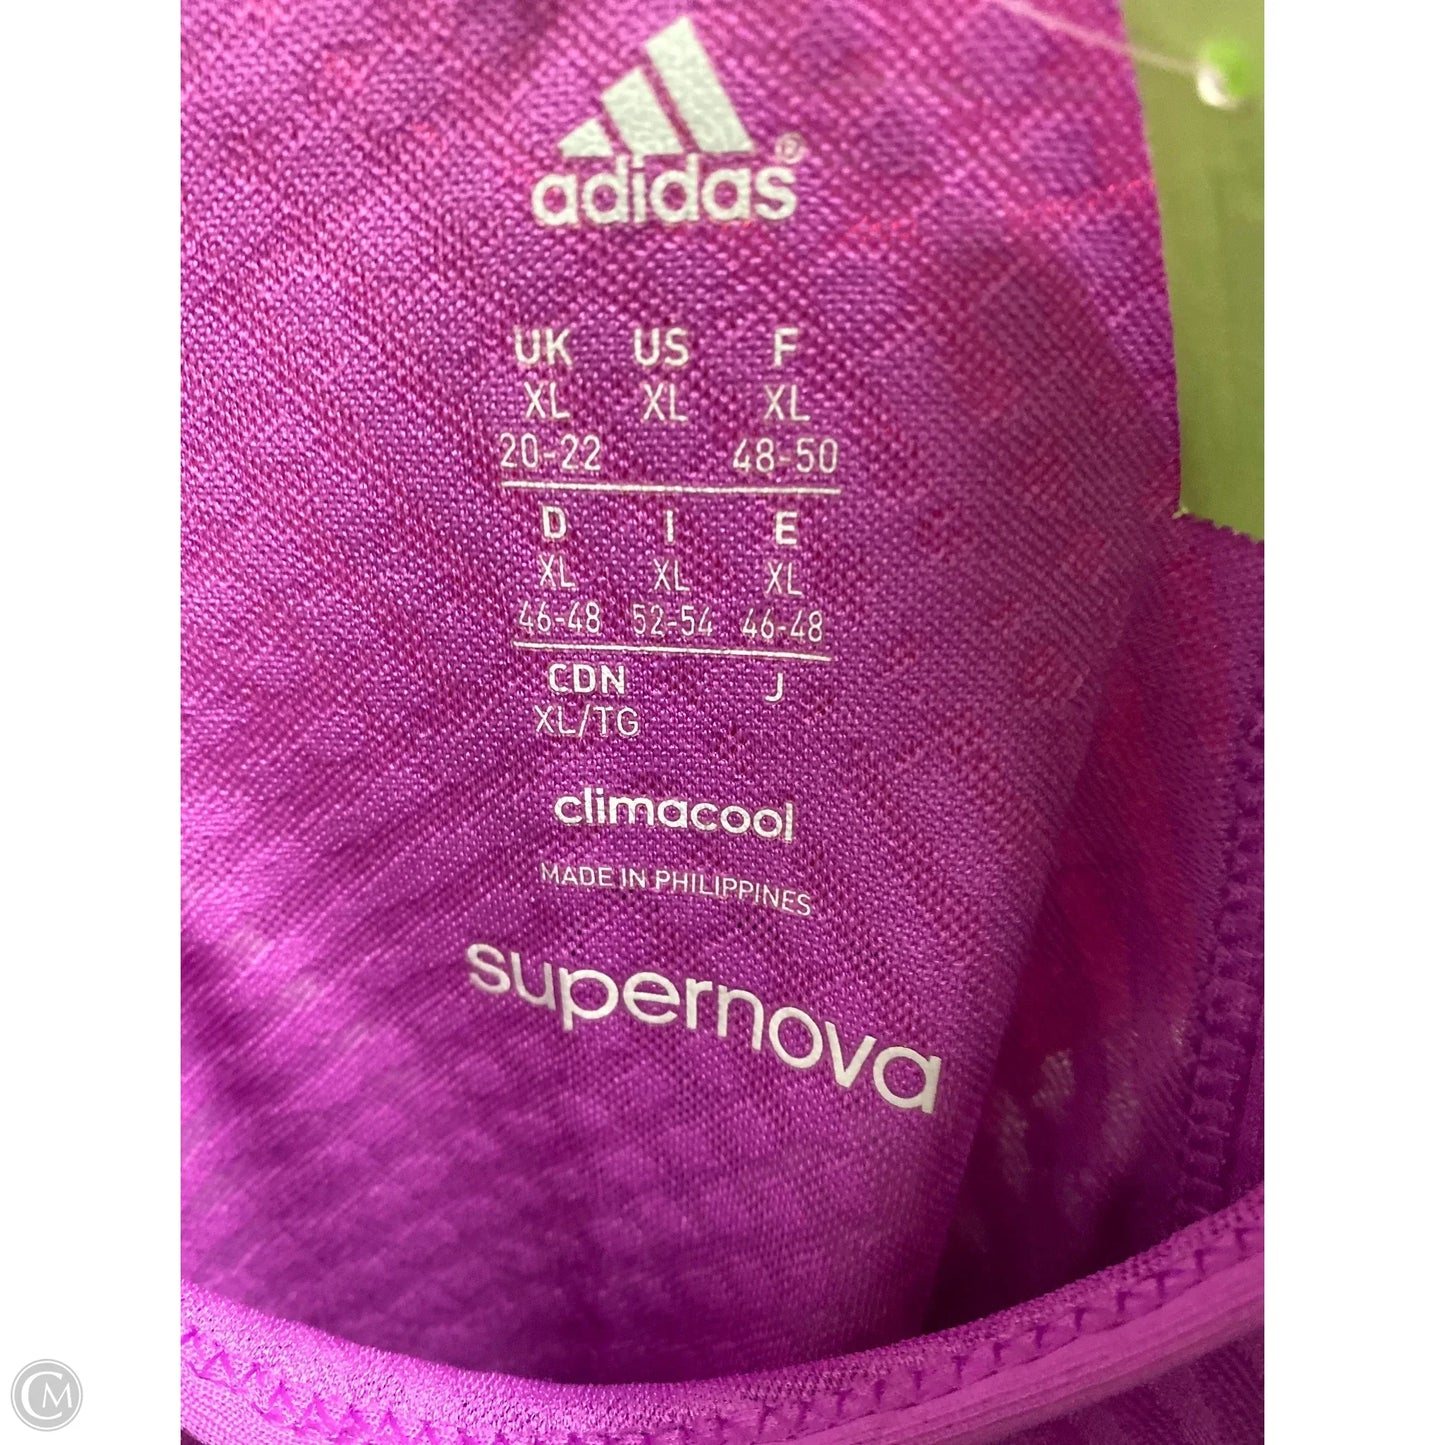 adidas®
UK US F
XL XL XL
20-22 48-50
D I E
XL XL XL
46-48 52-54 46-48
CDN J
XL/TG
climacool
MADE IN PHILIPPINES
supernova
CM